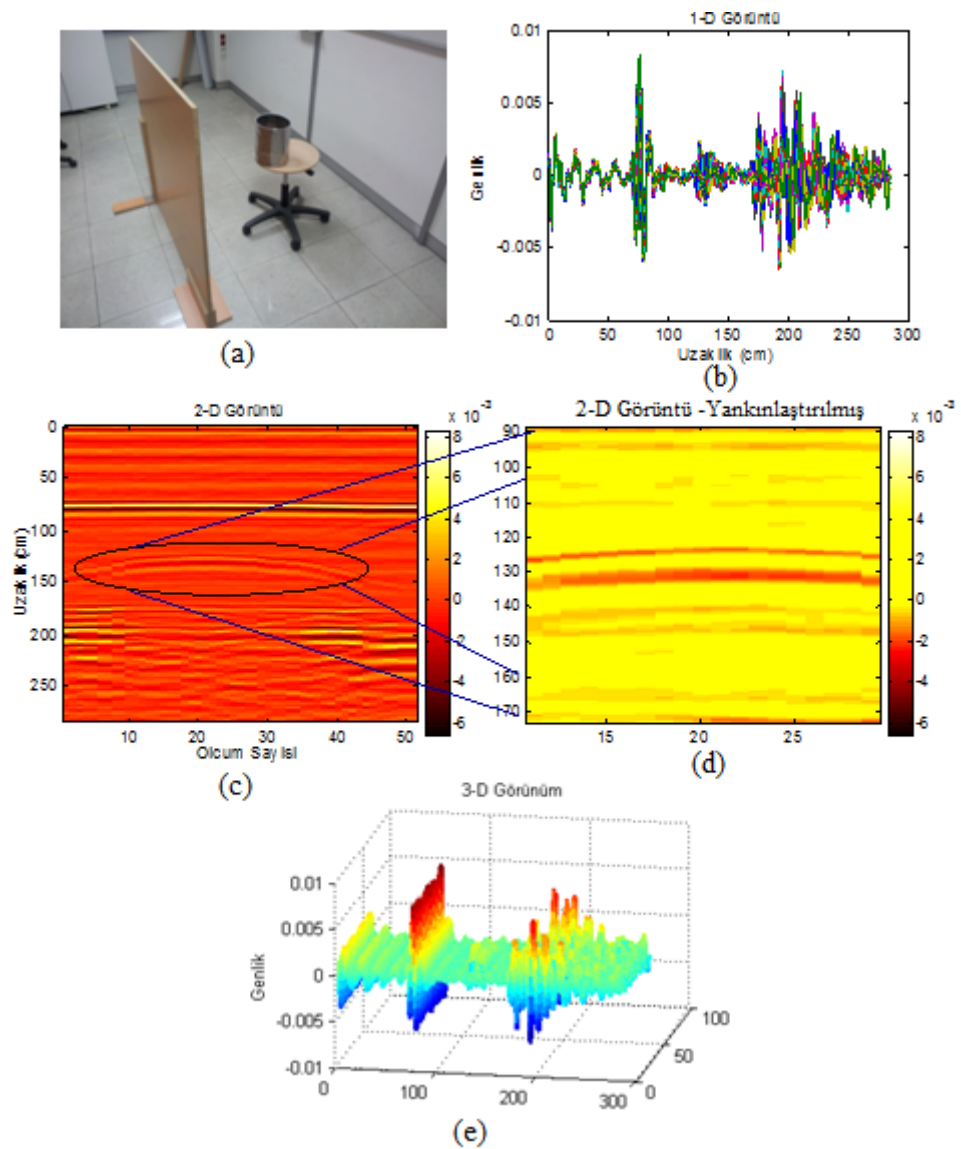 (a)
1-D Görüntü
0.01
0.005
0
-0.005
-0.01
Genlik
0 50 100 150 200 250 300
Uzaklik (cm)
(b)
2-D Görüntü
0
50
100
150
200
250
Uzaklik (cm)
10 20 30 40 50
Olcum Sayisi
x 10⁻³
8
6
4
2
0
-2
-4
-6
(c)
2-D Görüntü -Yankınlaştırılmış
90
100
110
120
130
140
150
160
170
15 20 25
x 10⁻³
8
6
4
2
0
-2
-4
-6
(d)
3-D Görünüm
0.01
0.005
0
-0.005
-0.01
Genlik
0 100 200 300
0 50 100
(e)